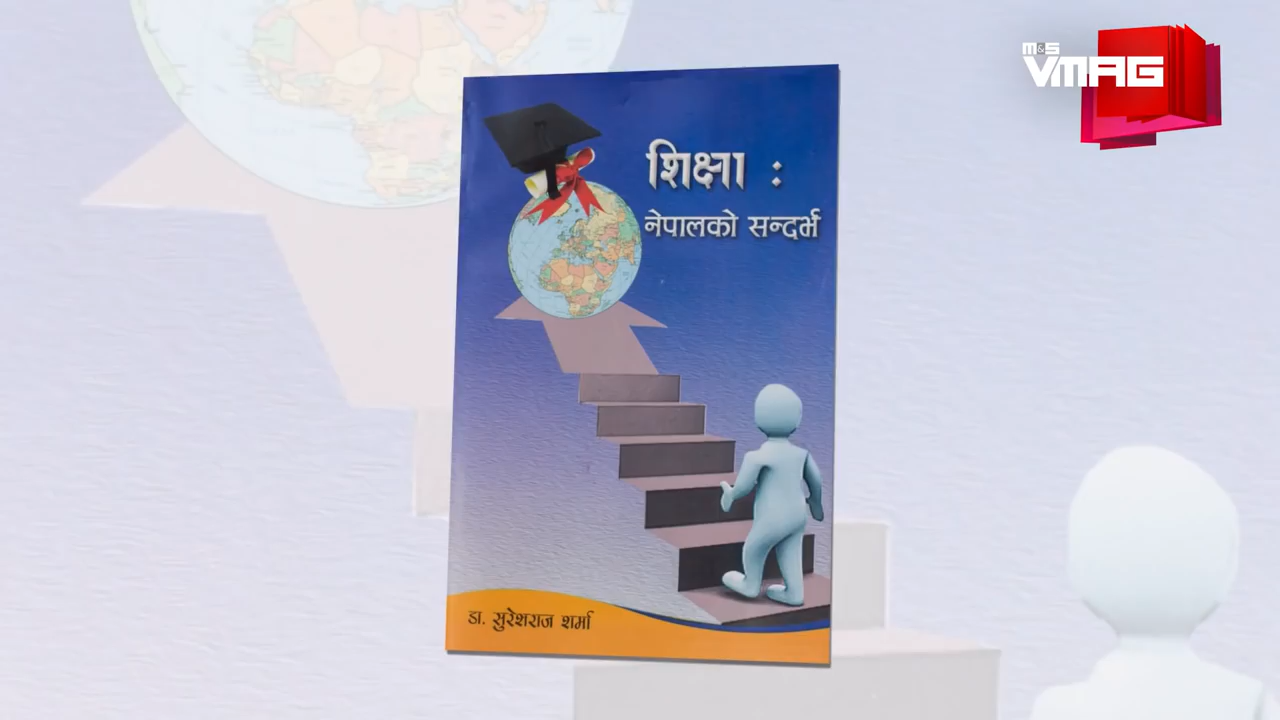 M&S
VMAG
शिक्षा :
नेपालको सन्दर्भ
डा. सुरेशराज शर्मा